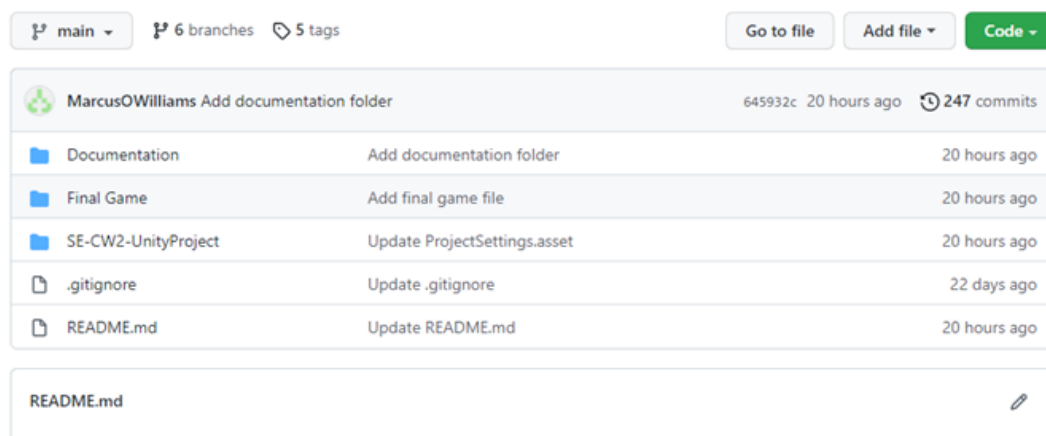 main 6 branches 5 tags Go to file Add file Code
MarcusOWilliams Add documentation folder 645932c 20 hours ago 247 commits
Documentation Add documentation folder 20 hours ago
Final Game Add final game file 20 hours ago
SE-CW2-UnityProject Update ProjectSettings.asset 20 hours ago
.gitignore Update .gitignore 22 days ago
README.md Update README.md 20 hours ago
README.md